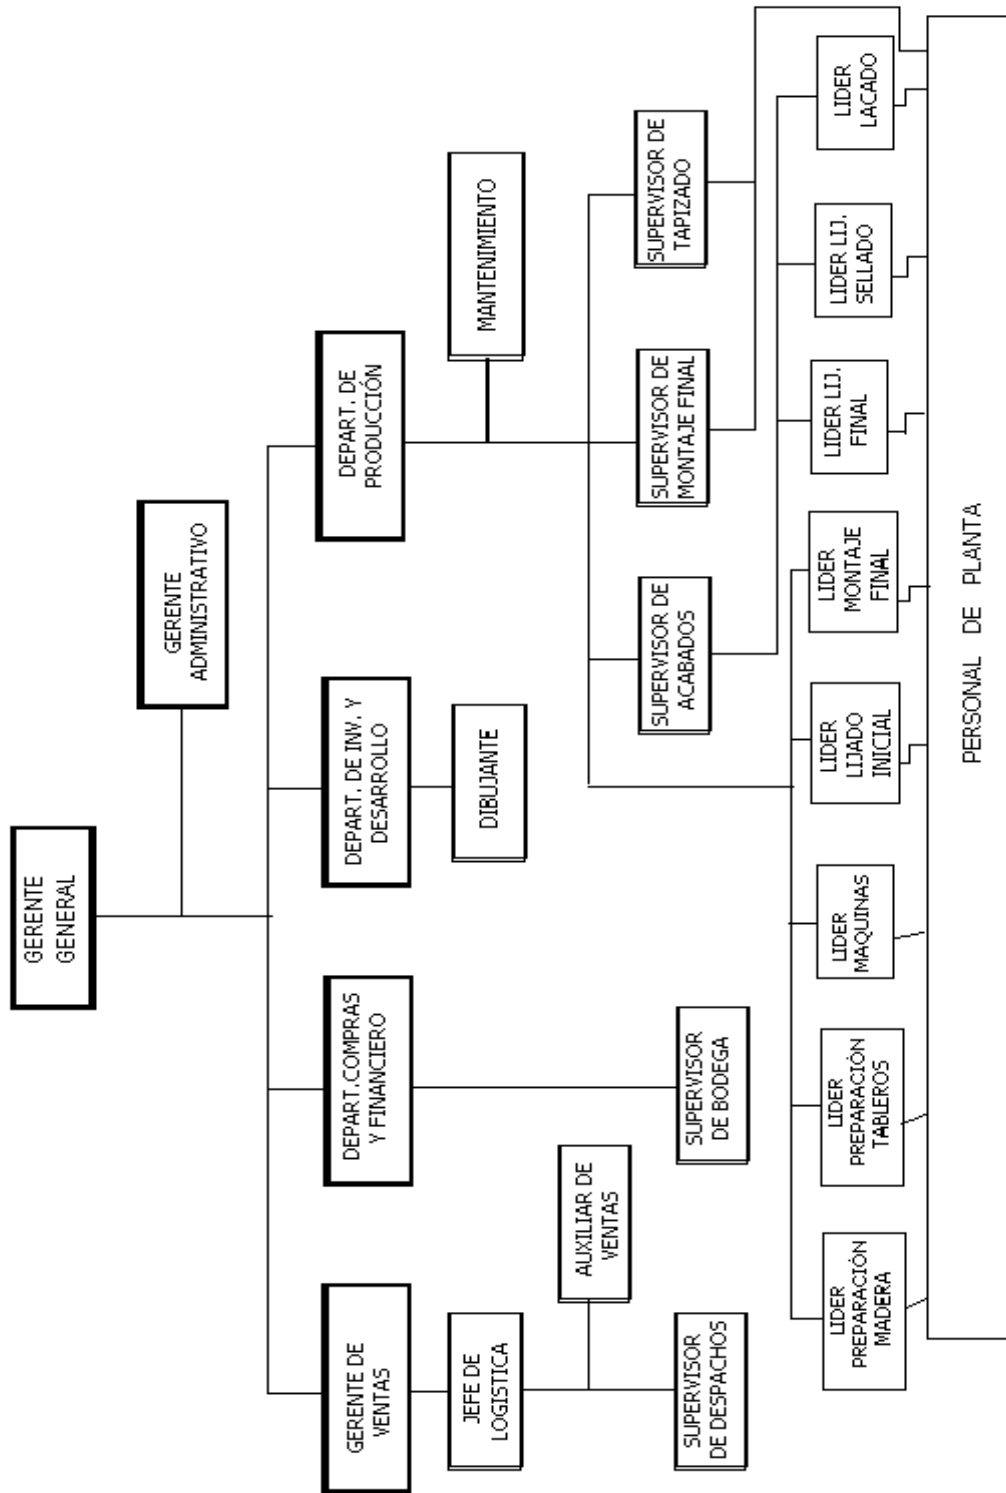 GERENTE
GENERAL
GERENTE
ADMINISTRATIVO
GERENTE DE
VENTAS
DEPART.COMPRAS
Y FINANCIERO
DEPART. DE INV. Y
DESARROLLO
DEPART. DE
PRODUCCIÓN
JEFE DE
LOGISTICA
DIBUJANTE
MANTENIMIENTO
AUXILIAR DE
VENTAS
SUPERVISOR
DE DESPACHOS
SUPERVISOR
DE BODEGA
SUPERVISOR DE
ACABADOS
SUPERVISOR DE
MONTAJE FINAL
SUPERVISOR DE
TAPIZADO
LIDER
PREPARACIÓN
MADERA
LIDER
PREPARACIÓN
TABLEROS
LIDER
MAQUINAS
LIDER
LIJADO
INICIAL
LIDER
MONTAJE
FINAL
LIDER LIJ.
FINAL
LIDER LIJ.
SELLADO
LIDER
LACADO
PERSONAL DE PLANTA